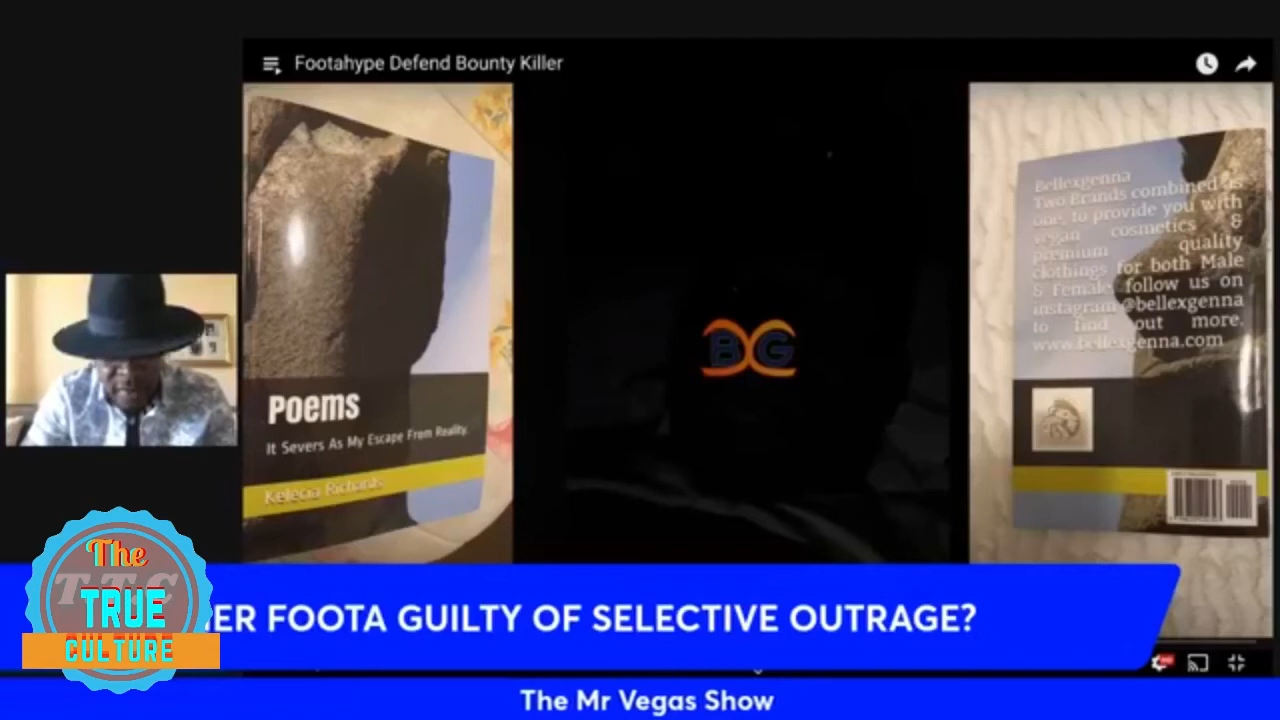 Footahype Defend Bounty Killer
Poems
It Severs As My Escape From Reality.
Kelecia Richards
BG
Bellexgenna
Two Brands combined is
one, to provide you with
vegan cosmetics &
premium quality
clothings for both Male
& Female, follow us on
instagram @bellexgenna
to find out more.
www.bellexgenna.com
The
T.T.C
TRUE
CULTURE
ER FOOTA GUILTY OF SELECTIVE OUTRAGE?
The Mr Vegas Show